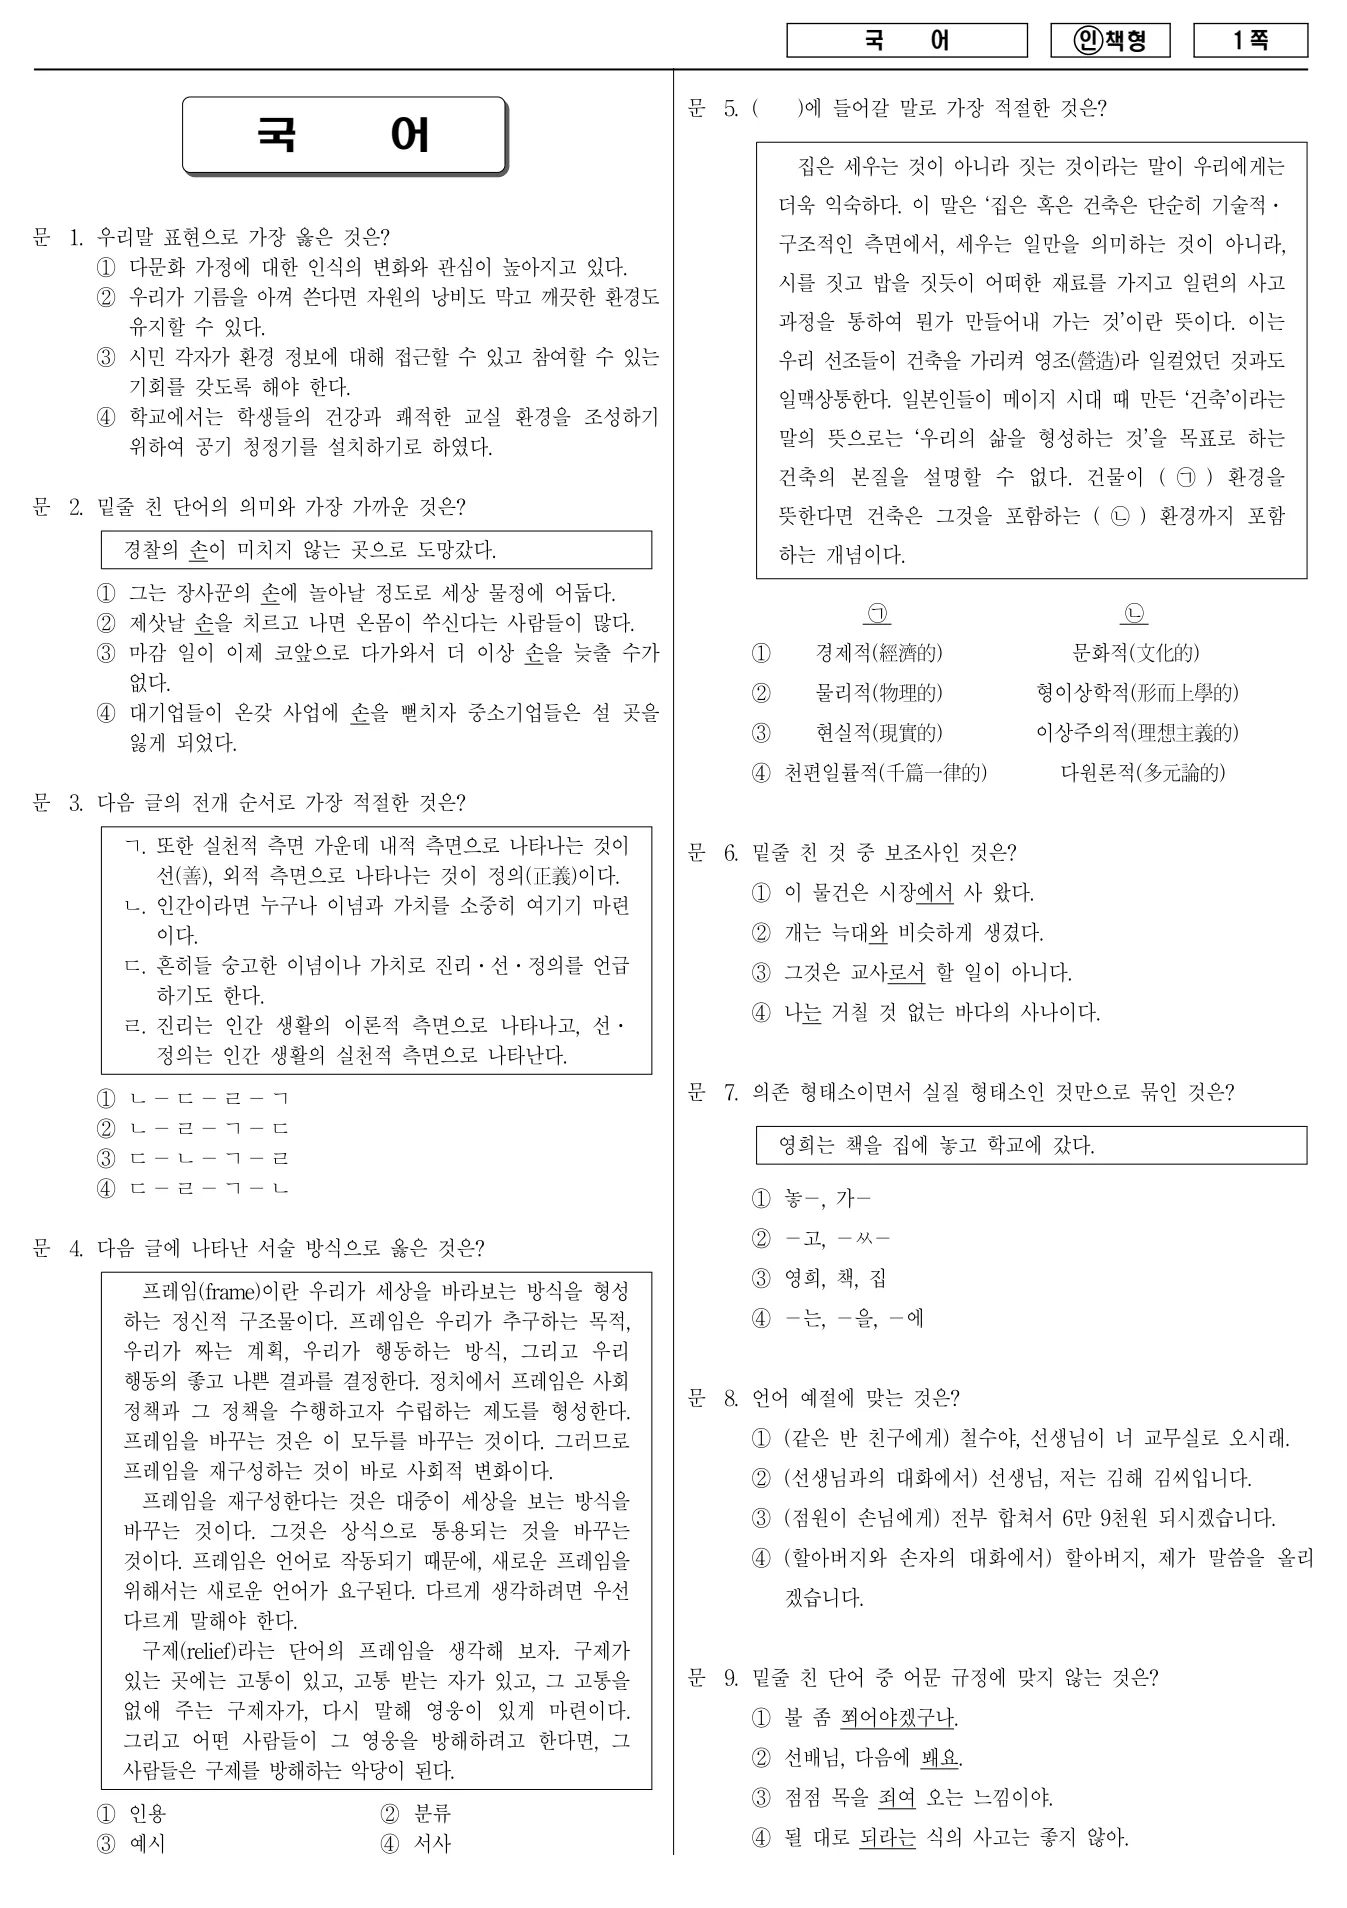 국 어
인책형
1 쪽
국 어
문 1. 우리말 표현으로 가장 옳은 것은?
① 다문화 가정에 대한 인식의 변화와 관심이 높아지고 있다.
② 우리가 기름을 아껴 쓴다면 자원의 낭비도 막고 깨끗한 환경도
유지할 수 있다.
③ 시민 각자가 환경 정보에 대해 접근할 수 있고 참여할 수 있는
기회를 갖도록 해야 한다.
④ 학교에서는 학생들의 건강과 쾌적한 교실 환경을 조성하기
위하여 공기 청정기를 설치하기로 하였다.
문 2. 밑줄 친 단어의 의미와 가장 가까운 것은?
경찰의 손이 미치지 않는 곳으로 도망갔다.
① 그는 장사꾼의 손에 놀아날 정도로 세상 물정에 어둡다.
② 제삿날 손을 치르고 나면 온몸이 쑤신다는 사람들이 많다.
③ 마감 일이 이제 코앞으로 다가와서 더 이상 손을 늦출 수가
없다.
④ 대기업들이 온갖 사업에 손을 뻗치자 중소기업들은 설 곳을
잃게 되었다.
문 3. 다음 글의 전개 순서로 가장 적절한 것은?
ㄱ. 또한 실천적 측면 가운데 내적 측면으로 나타나는 것이
선(善), 외적 측면으로 나타나는 것이 정의(正義)이다.
ㄴ. 인간이라면 누구나 이념과 가치를 소중히 여기기 마련
이다.
ㄷ. 흔히들 숭고한 이념이나 가치로 진리·선·정의를 언급
하기도 한다.
ㄹ. 진리는 인간 생활의 이론적 측면으로 나타나고, 선·
정의는 인간 생활의 실천적 측면으로 나타난다.
① ㄴ－ㄷ－ㄹ－ㄱ
② ㄴ－ㄹ－ㄱ－ㄷ
③ ㄷ－ㄴ－ㄱ－ㄹ
④ ㄷ－ㄹ－ㄱ－ㄴ
문 4. 다음 글에 나타난 서술 방식으로 옳은 것은?
프레임(frame)이란 우리가 세상을 바라보는 방식을 형성
하는 정신적 구조물이다. 프레임은 우리가 추구하는 목적,
우리가 짜는 계획, 우리가 행동하는 방식, 그리고 우리
행동의 좋고 나쁜 결과를 결정한다. 정치에서 프레임은 사회
정책과 그 정책을 수행하고자 수립하는 제도를 형성한다.
프레임을 바꾸는 것은 이 모두를 바꾸는 것이다. 그러므로
프레임을 재구성하는 것이 바로 사회적 변화이다.
프레임을 재구성한다는 것은 대중이 세상을 보는 방식을
바꾸는 것이다. 그것은 상식으로 통용되는 것을 바꾸는
것이다. 프레임은 언어로 작동되기 때문에, 새로운 프레임을
위해서는 새로운 언어가 요구된다. 다르게 생각하려면 우선
다르게 말해야 한다.
구제(relief)라는 단어의 프레임을 생각해 보자. 구제가
있는 곳에는 고통이 있고, 고통 받는 자가 있고, 그 고통을
없애 주는 구제자가, 다시 말해 영웅이 있게 마련이다.
그리고 어떤 사람들이 그 영웅을 방해하려고 한다면, 그
사람들은 구제를 방해하는 악당이 된다.
① 인용 ② 분류
③ 예시 ④ 서사
문 5. ( )에 들어갈 말로 가장 적절한 것은?
집은 세우는 것이 아니라 짓는 것이라는 말이 우리에게는
더욱 익숙하다. 이 말은 ‘집은 혹은 건축은 단순히 기술적·
구조적인 측면에서, 세우는 일만을 의미하는 것이 아니라,
시를 짓고 밥을 짓듯이 어떠한 재료를 가지고 일련의 사고
과정을 통하여 뭔가 만들어내 가는 것’이란 뜻이다. 이는
우리 선조들이 건축을 가리켜 영조(營造)라 일컬었던 것과도
일맥상통한다. 일본인들이 메이지 시대 때 만든 ‘건축’이라는
말의 뜻으로는 ‘우리의 삶을 형성하는 것’을 목표로 하는
건축의 본질을 설명할 수 없다. 건물이 ( ㉠ ) 환경을
뜻한다면 건축은 그것을 포함하는 ( ㉡ ) 환경까지 포함
하는 개념이다.
㉠ ㉡
① 경제적(經濟的) 문화적(文化的)
② 물리적(物理的) 형이상학적(形而上學的)
③ 현실적(現實的) 이상주의적(理想主義的)
④ 천편일률적(千篇一律的) 다원론적(多元論的)
문 6. 밑줄 친 것 중 보조사인 것은?
① 이 물건은 시장에서 사 왔다.
② 개는 늑대와 비슷하게 생겼다.
③ 그것은 교사로서 할 일이 아니다.
④ 나는 거칠 것 없는 바다의 사나이다.
문 7. 의존 형태소이면서 실질 형태소인 것만으로 묶인 것은?
영희는 책을 집에 놓고 학교에 갔다.
① 놓－, 가－
② －고, －ㅆ－
③ 영희, 책, 집
④ －는, －을, －에
문 8. 언어 예절에 맞는 것은?
① (같은 반 친구에게) 철수야, 선생님이 너 교무실로 오시래.
② (선생님과의 대화에서) 선생님, 저는 김해 김씨입니다.
③ (점원이 손님에게) 전부 합쳐서 6만 9천원 되시겠습니다.
④ (할아버지와 손자의 대화에서) 할아버지, 제가 말씀을 올리
겠습니다.
문 9. 밑줄 친 단어 중 어문 규정에 맞지 않는 것은?
① 불 좀 쬐어야겠구나.
② 선배님, 다음에 봬요.
③ 점점 목을 죄여 오는 느낌이야.
④ 될 대로 되라는 식의 사고는 좋지 않아.